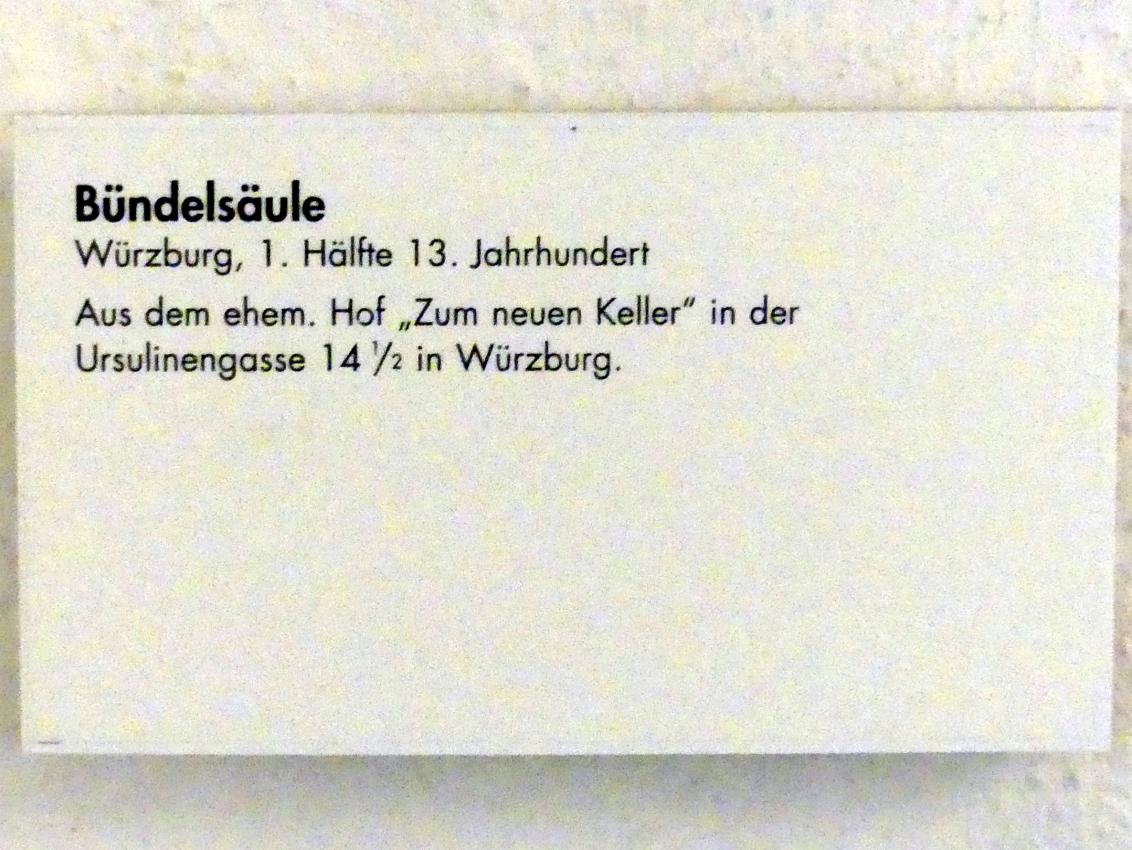 Bündelsäule
Würzburg, 1. Hälfte 13. Jahrhundert
Aus dem ehem. Hof „Zum neuen Keller” in der
Ursulinengasse 14 ½ in Würzburg.